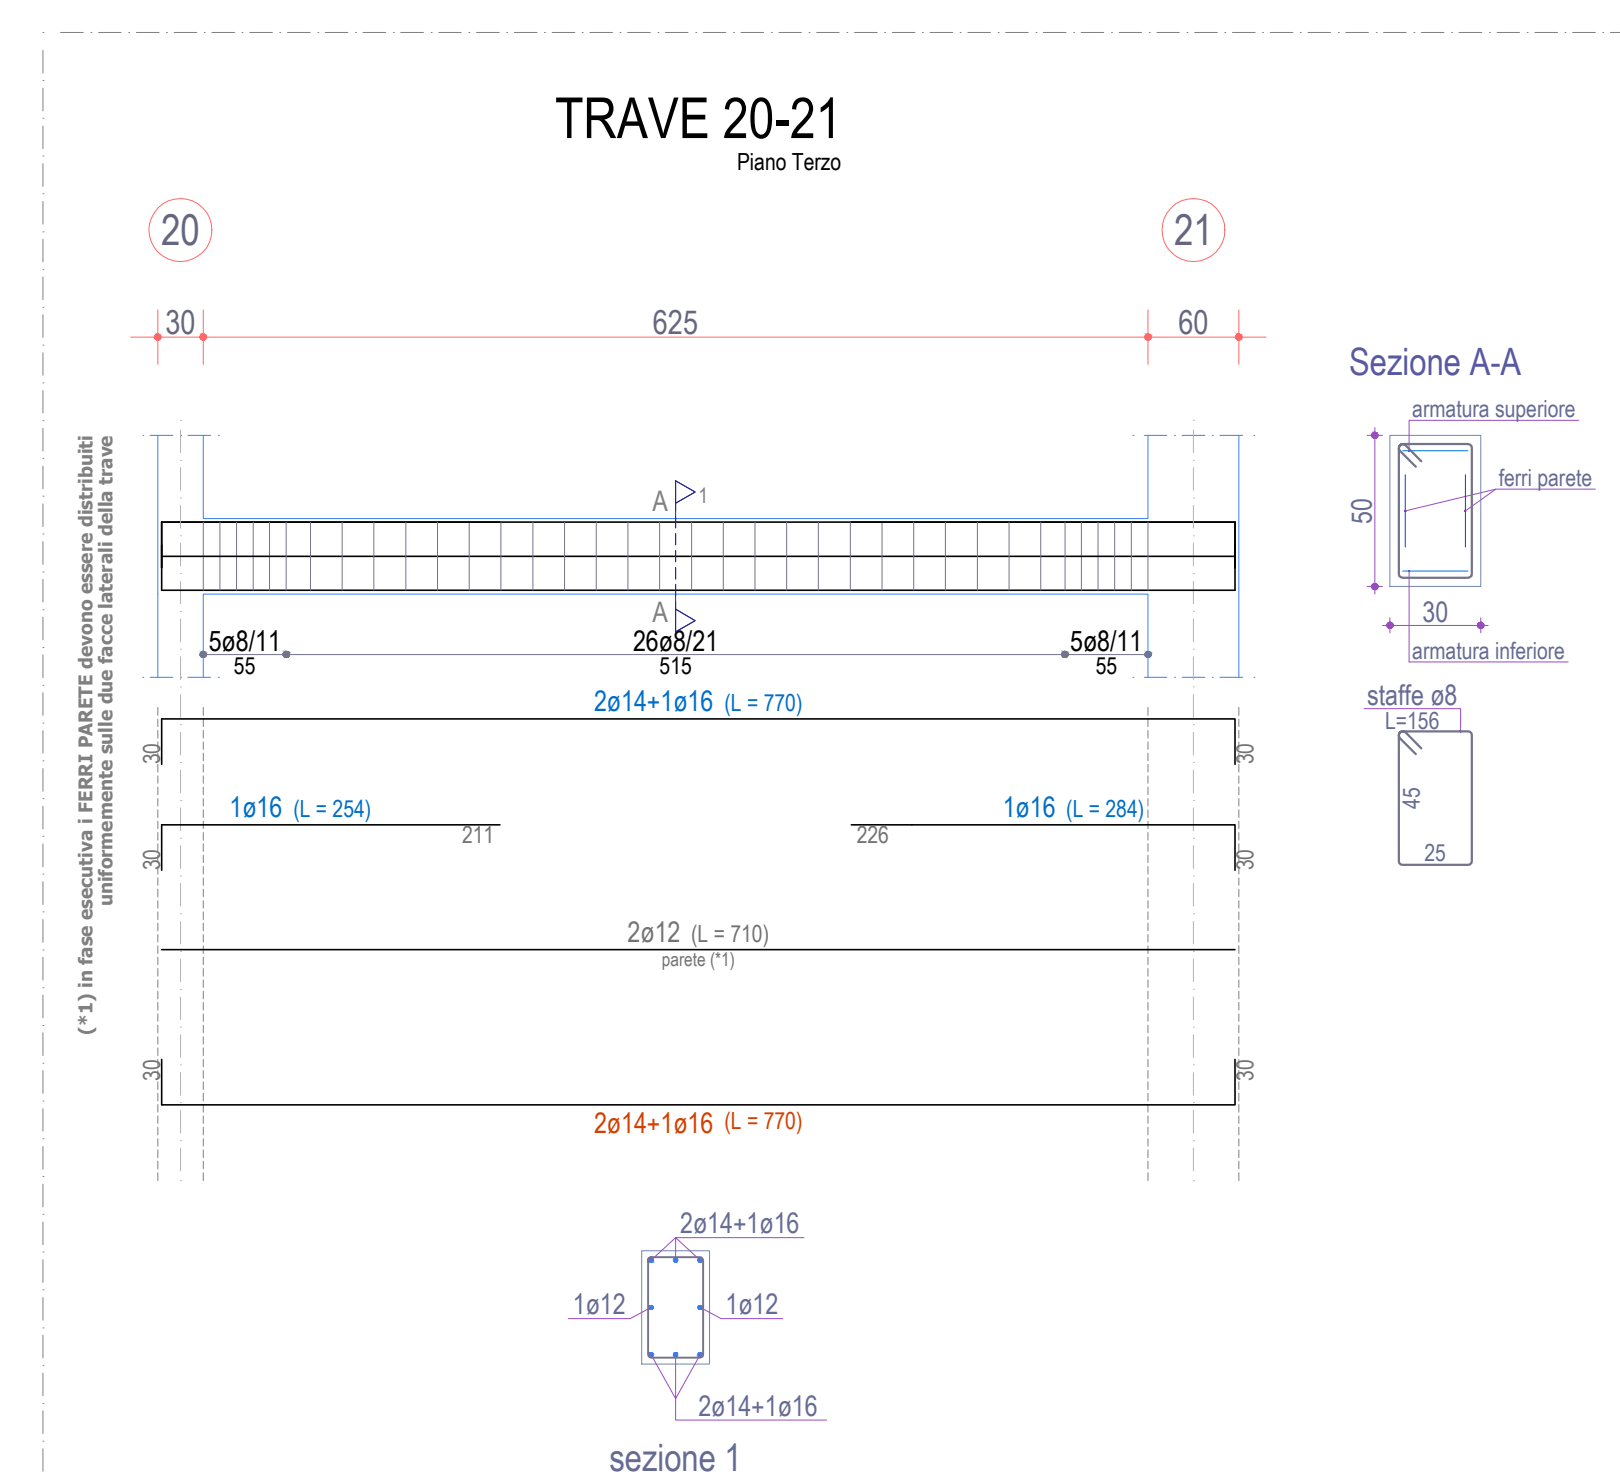 TRAVE 20-21
Piano Terzo
20
21
30
625
60
Sezione A-A
armatura superiore
ferri parete
50
30
armatura inferiore
staffe ø8
L=156
45
25
(*1) in fase esecutiva i FERRI PARETE devono essere distribuiti
uniformemente sulle due facce laterali della trave
A
1
A
5ø8/11
26ø8/21
5ø8/11
55
515
55
2ø14+1ø16 (L = 770)
30
30
1ø16 (L = 254)
1ø16 (L = 284)
211
226
30
30
2ø12 (L = 710)
parete (*1)
30
30
2ø14+1ø16 (L = 770)
2ø14+1ø16
1ø12
1ø12
2ø14+1ø16
sezione 1